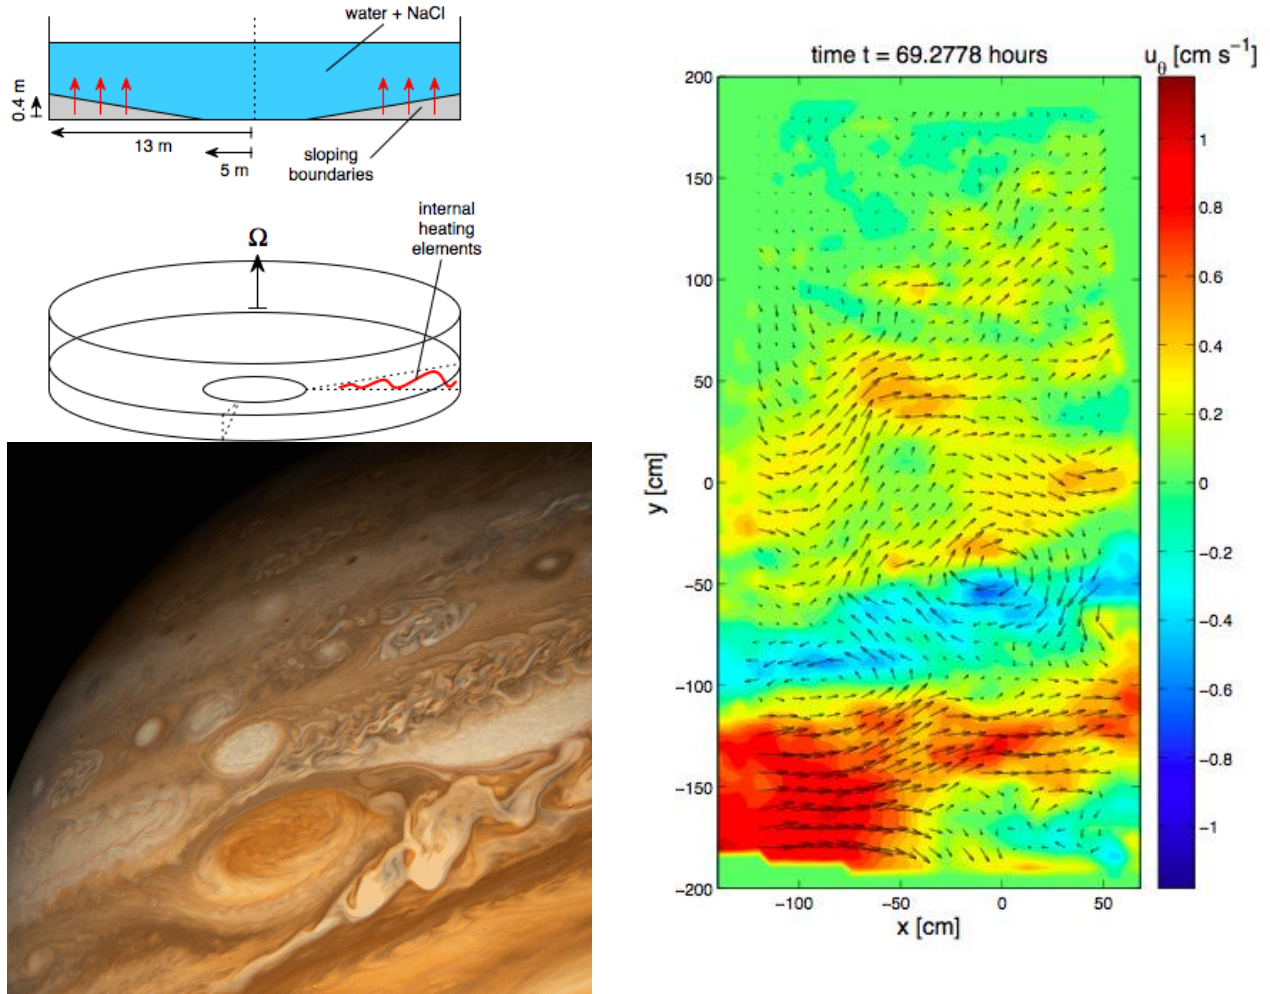 water + NaCl
0.4 m
13 m
5 m
sloping
boundaries
internal
heating
elements
Ω
time t = 69.2778 hours
u_θ [cm s⁻¹]
200
150
100
50
0
−50
−100
−150
−200
y [cm]
−100
−50
0
50
x [cm]
1
0.8
0.6
0.4
0.2
0
−0.2
−0.4
−0.6
−0.8
−1